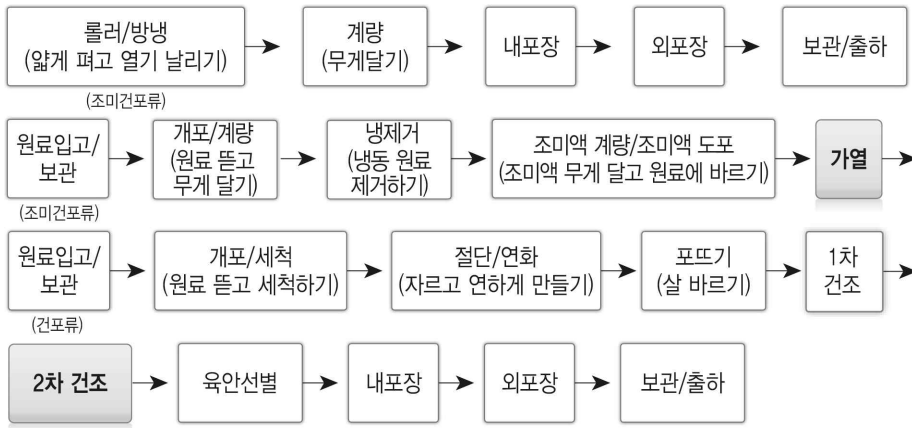 롤러/방냉
(얇게 펴고 열기 날리기)
계량
(무게달기)
내포장
외포장
보관/출하
(조미건포류)
원료입고/
보관
개포/계량
(원료 뜯고
무게 달기)
냉제거
(냉동 원료
제거하기)
조미액 계량/조미액 도포
(조미액 무게 달고 원료에 바르기)
가열
(조미건포류)
원료입고/
보관
개포/세척
(원료 뜯고 세척하기)
절단/연화
(자르고 연하게 만들기)
포뜨기
(살 바르기)
1차
건조
(건포류)
2차 건조
육안선별
내포장
외포장
보관/출하